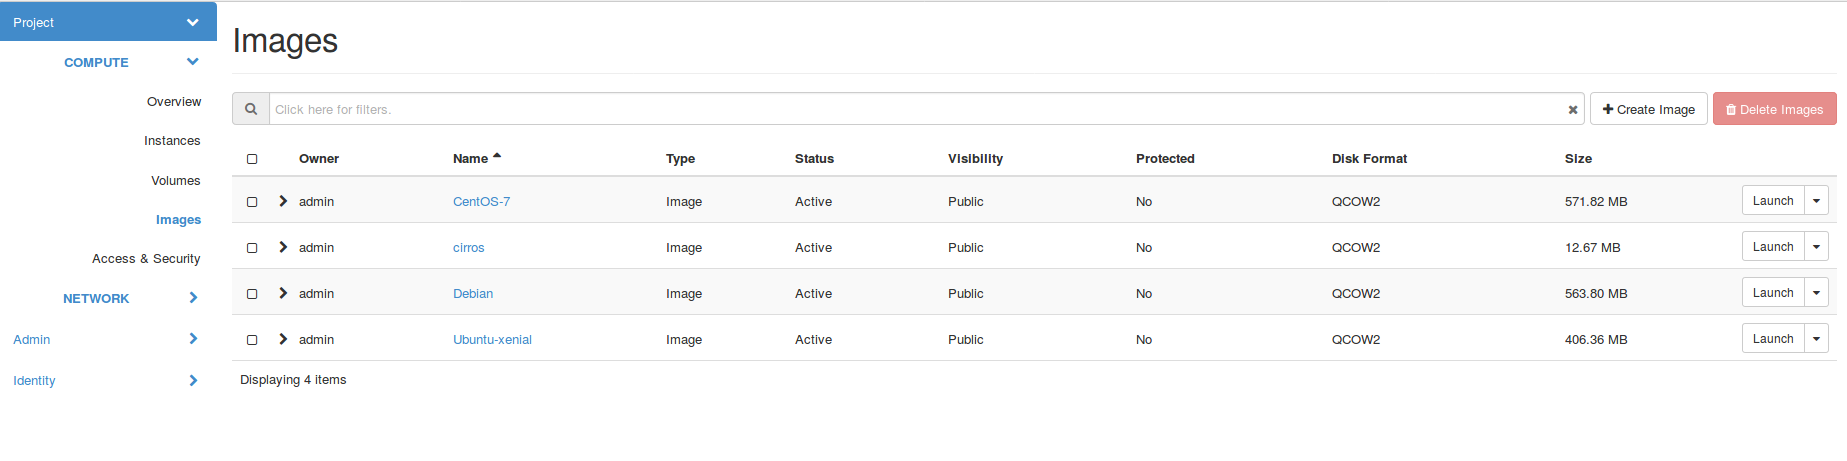 Project
COMPUTE
Overview
Instances
Volumes
Images
Access & Security
NETWORK
Admin
Identity
Images
Click here for filters.
Create Image
Delete Images
Owner Name Type Status Visibility Protected Disk Format Size
admin CentOS-7 Image Active Public No QCOW2 571.82 MB Launch
admin cirros Image Active Public No QCOW2 12.67 MB Launch
admin Debian Image Active Public No QCOW2 563.80 MB Launch
admin Ubuntu-xenial Image Active Public No QCOW2 406.36 MB Launch
Displaying 4 items